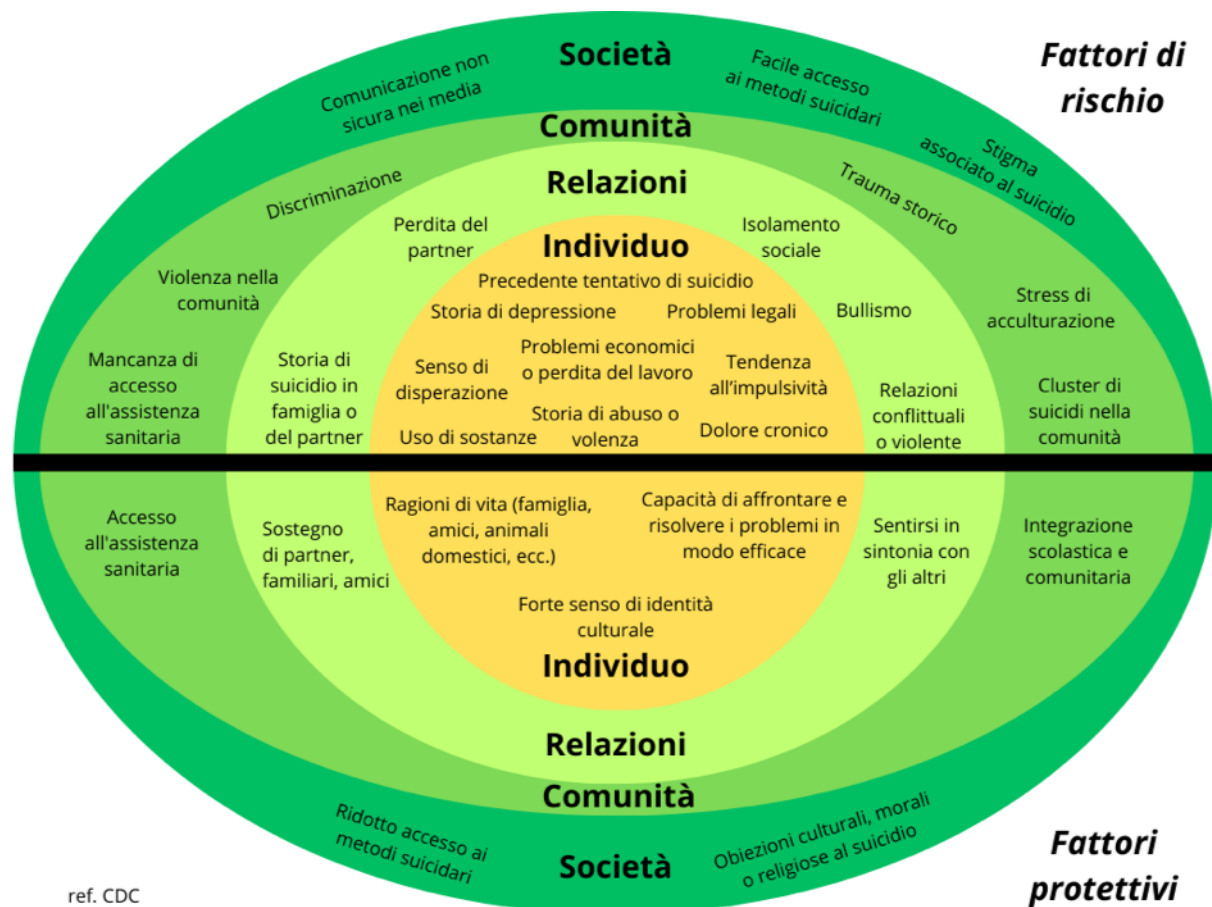 Società
Fattori di
rischio
Comunicazione non
sicura nei media
Facile accesso
ai metodi suicidari
Stigma
associato al suicidio
Comunità
Discriminazione
Trauma storico
Violenza nella
comunità
Stress di
acculturazione
Mancanza di
accesso
all'assistenza
sanitaria
Cluster di
suicidi nella
comunità
Relazioni
Perdita del
partner
Isolamento
sociale
Bullismo
Storia di
suicidio in
famiglia o
del partner
Relazioni
conflittuali
o violente
Individuo
Precedente tentativo di suicidio
Storia di depressione
Problemi legali
Senso di
disperazione
Problemi economici
o perdita del lavoro
Tendenza
all’impulsività
Uso di sostanze
Storia di abuso o
volenza
Dolore cronico
Accesso
all'assistenza
sanitaria
Sostegno
di partner,
familiari, amici
Ragioni di vita (famiglia,
amici, animali
domestici, ecc.)
Capacità di affrontare e
risolvere i problemi in
modo efficace
Sentirsi in
sintonia con
gli altri
Integrazione
scolastica e
comunitaria
Forte senso di identità
culturale
Individuo
Relazioni
Comunità
Ridotto accesso ai
metodi suicidari
Obiezioni culturali, morali
o religiose al suicidio
Società
Fattori
protettivi
ref. CDC